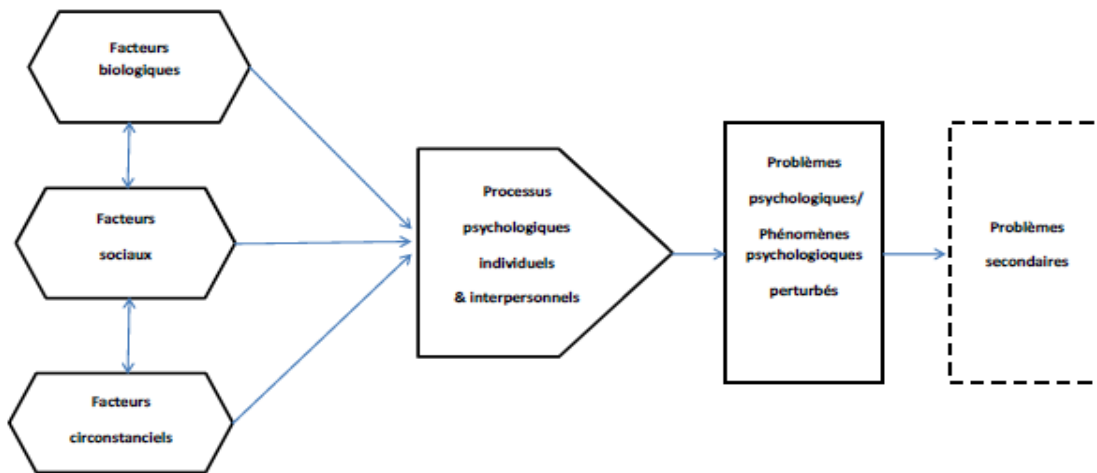 Facteurs
biologiques
Facteurs
sociaux
Facteurs
circonstanciels
Processus
psychologiques
individuels
& interpersonnels
Problèmes
psychologiques/
Phénomènes
psychologioques
perturbés
Problèmes
secondaires